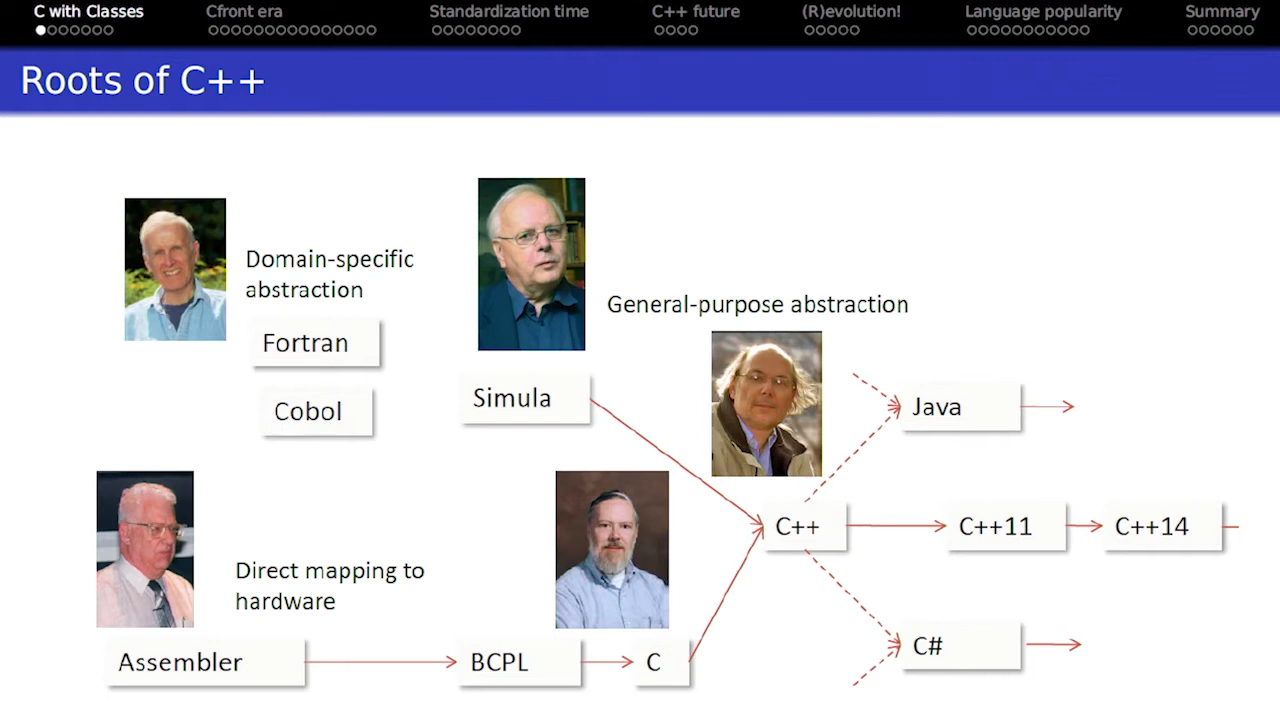 C with Classes
Cfront era
Standardization time
C++ future
(R)evolution!
Language popularity
Summary
Roots of C++
Domain-specific
abstraction
Fortran
Cobol
General-purpose abstraction
Simula
Java
C++
C++11
C++14
Direct mapping to
hardware
Assembler
BCPL
C
C#